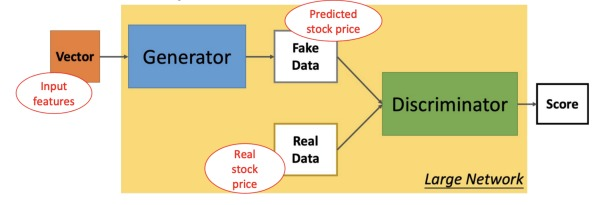 Vector
Input
features
Generator
Predicted
stock price
Fake
Data
Real
Data
Real
stock
price
Discriminator
Score
Large Network